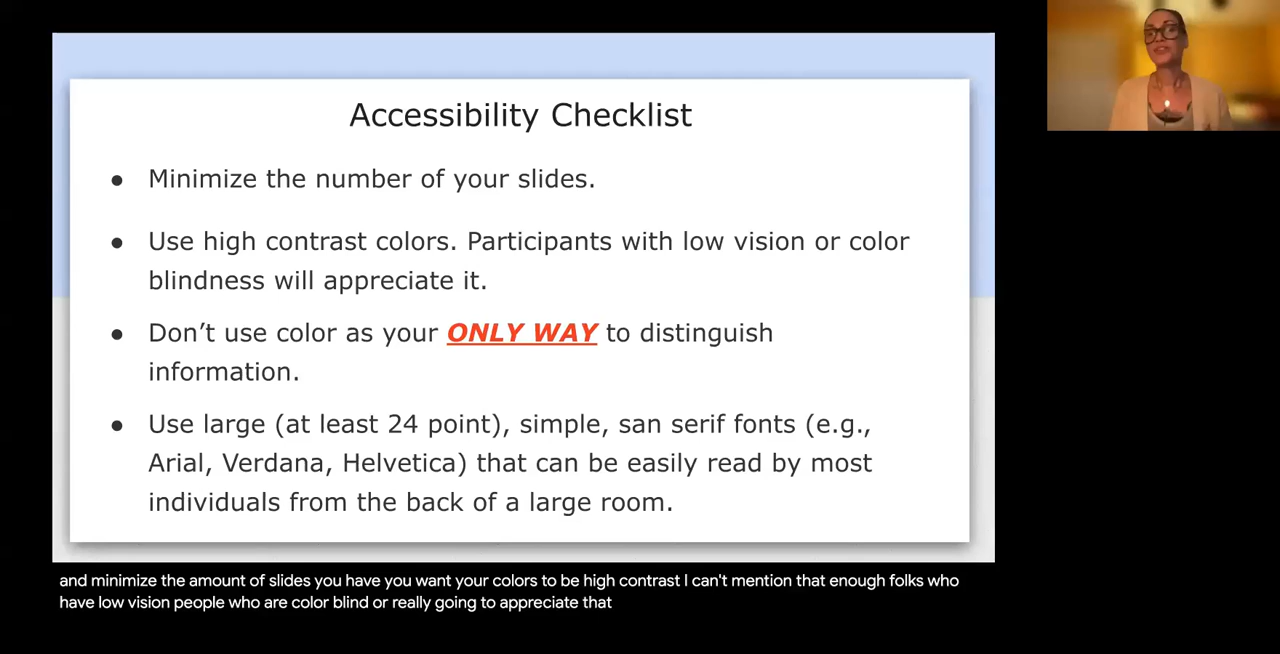 Accessibility Checklist
● Minimize the number of your slides.
● Use high contrast colors. Participants with low vision or color
blindness will appreciate it.
● Don’t use color as your ONLY WAY to distinguish
information.
● Use large (at least 24 point), simple, san serif fonts (e.g.,
Arial, Verdana, Helvetica) that can be easily read by most
individuals from the back of a large room.
and minimize the amount of slides you have you want your colors to be high contrast I can't mention that enough folks who
have low vision people who are color blind or really going to appreciate that